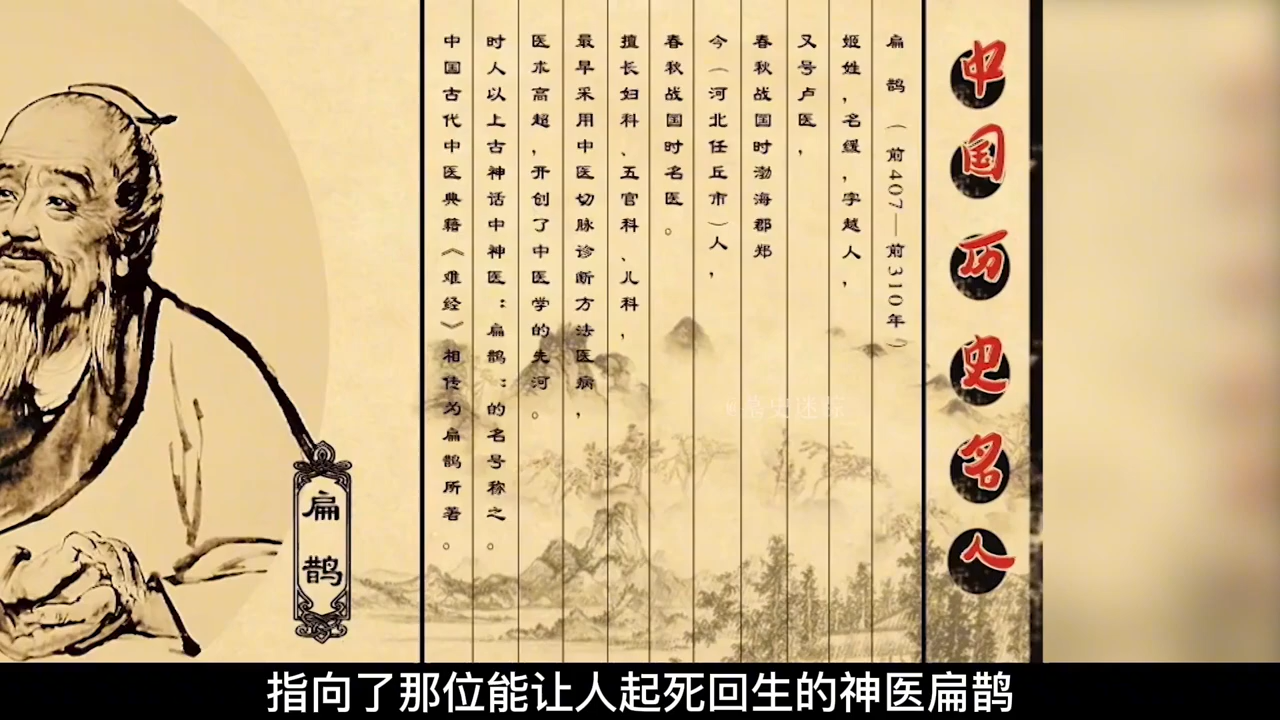 中国历史名人
扁鹊（前407—前310年）
姬姓，名缓，字越人，
又号卢医，
春秋战国时渤海郡郑
今（河北任丘市）人，
春秋战国时名医。
擅长妇科、五官科、儿科，
最早采用中医切脉诊断方法医病，
医术高超，开创了中医学的先河。
时人以上古神话中神医：扁鹊：的名号称之。
中国古代中医典籍《难经》相传为扁鹊所著。
扁鹊
指向了那位能让人起死回生的神医扁鹊